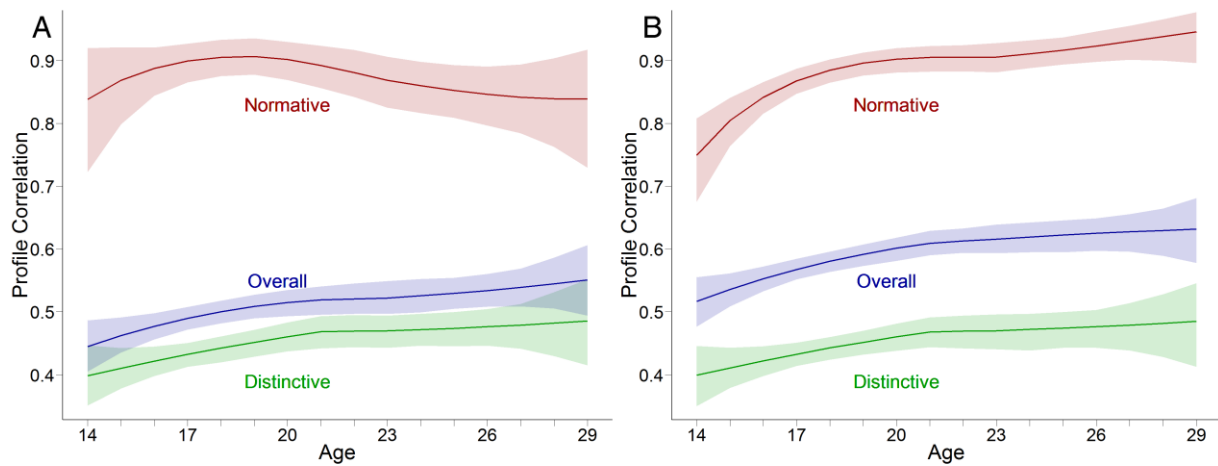 A
Profile Correlation
0.9
0.8
0.7
0.6
0.5
0.4
Normative
Overall
Distinctive
14 17 20 23 26 29
Age
B
Profile Correlation
0.9
0.8
0.7
0.6
0.5
0.4
Normative
Overall
Distinctive
14 17 20 23 26 29
Age